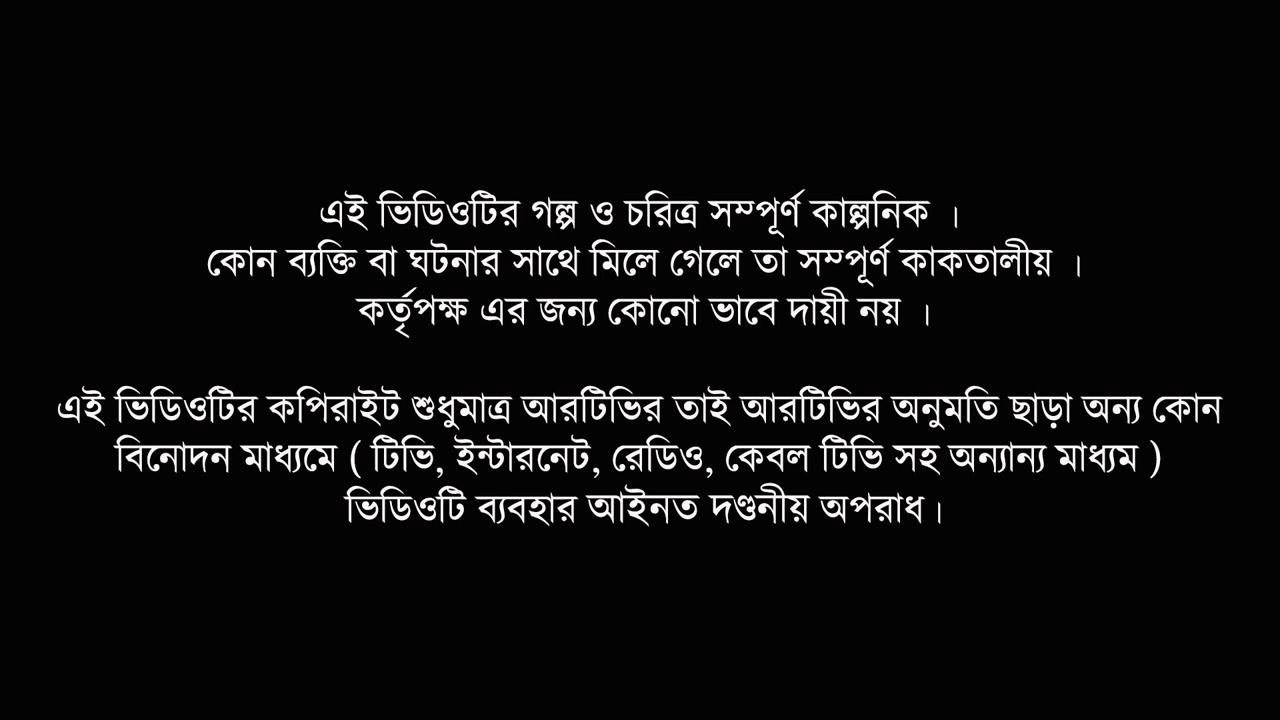 এই ভিডিওটির গল্প ও চরিত্র সম্পূর্ণ কাল্পনিক ।
কোন ব্যক্তি বা ঘটনার সাথে মিলে গেলে তা সম্পূর্ণ কাকতালীয় ।
কর্তৃপক্ষ এর জন্য কোনো ভাবে দায়ী নয় ।
এই ভিডিওটির কপিরাইট শুধুমাত্র আরটিভির তাই আরটিভির অনুমতি ছাড়া অন্য কোন
বিনোদন মাধ্যমে ( টিভি, ইন্টারনেট, রেডিও, কেবল টিভি সহ অন্যান্য মাধ্যম )
ভিডিওটি ব্যবহার আইনত দণ্ডনীয় অপরাধ।